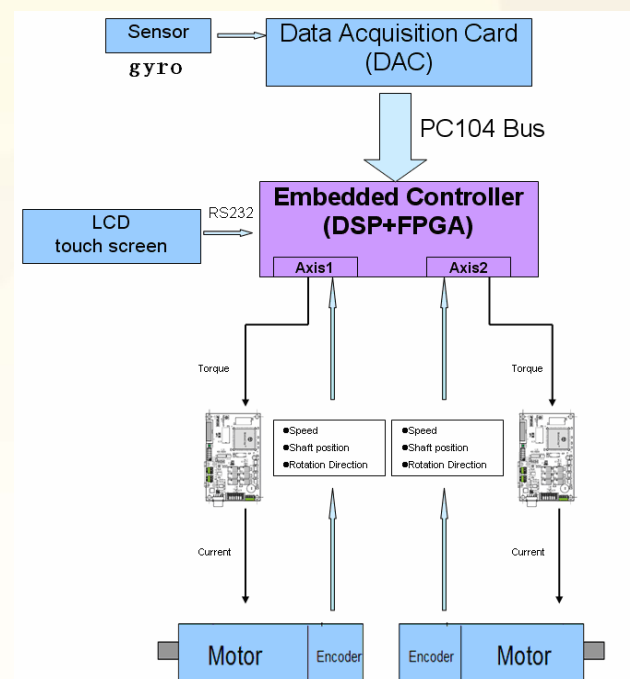 Sensor
gyro
Data Acquisition Card
(DAC)
PC104 Bus
LCD
touch screen
RS232
Embedded Controller
(DSP+FPGA)
Axis1
Axis2
Torque
Torque
●Speed
●Shaft position
●Rotation Direction
●Speed
●Shaft position
●Rotation Direction
Current
Current
Motor
Encoder
Encoder
Motor